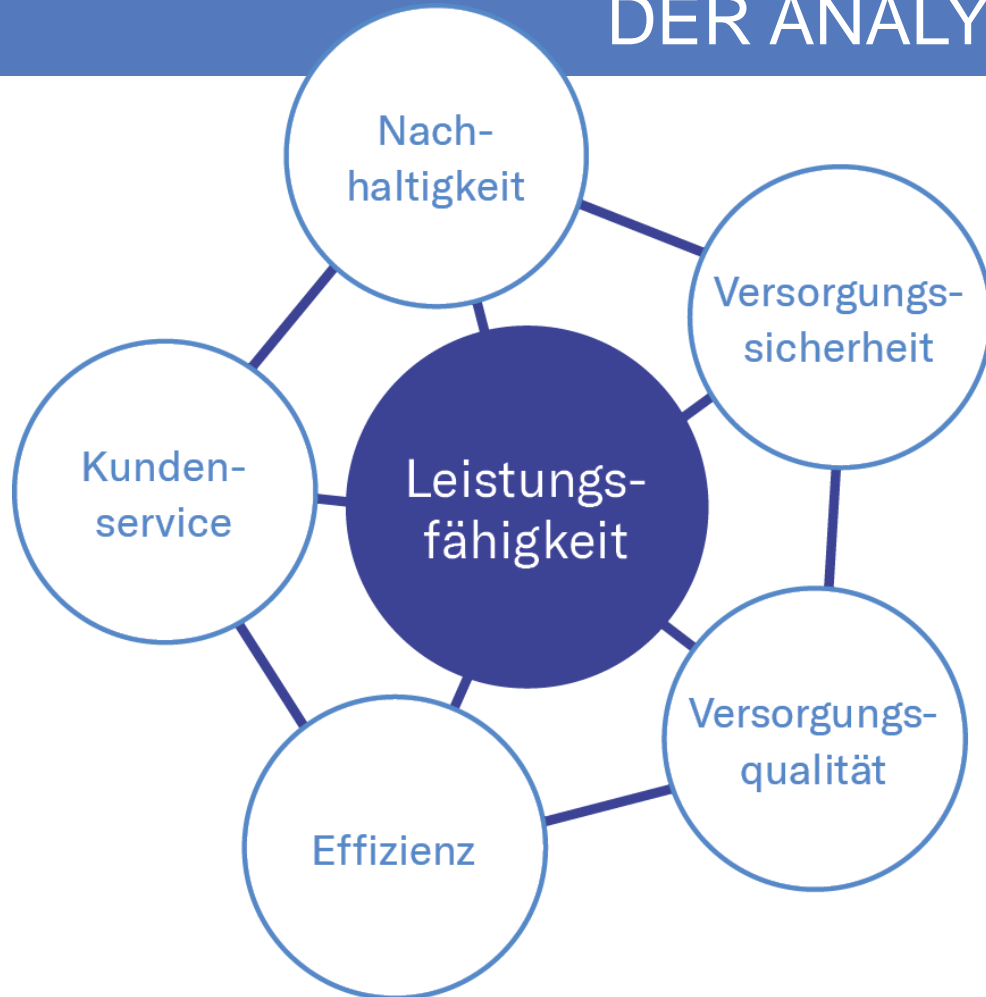 DER ANALY
Nach-
haltigkeit
Versorgungs-
sicherheit
Kunden-
service
Leistungs-
fähigkeit
Versorgungs-
qualität
Effizienz